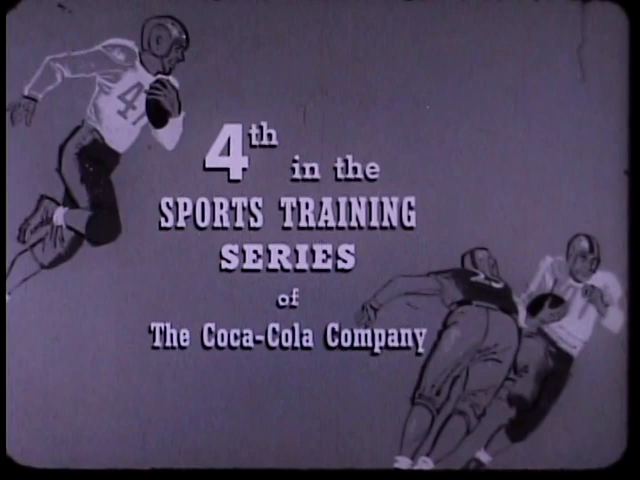 4th
in the
SPORTS TRAINING
SERIES
of
The Coca-Cola Company